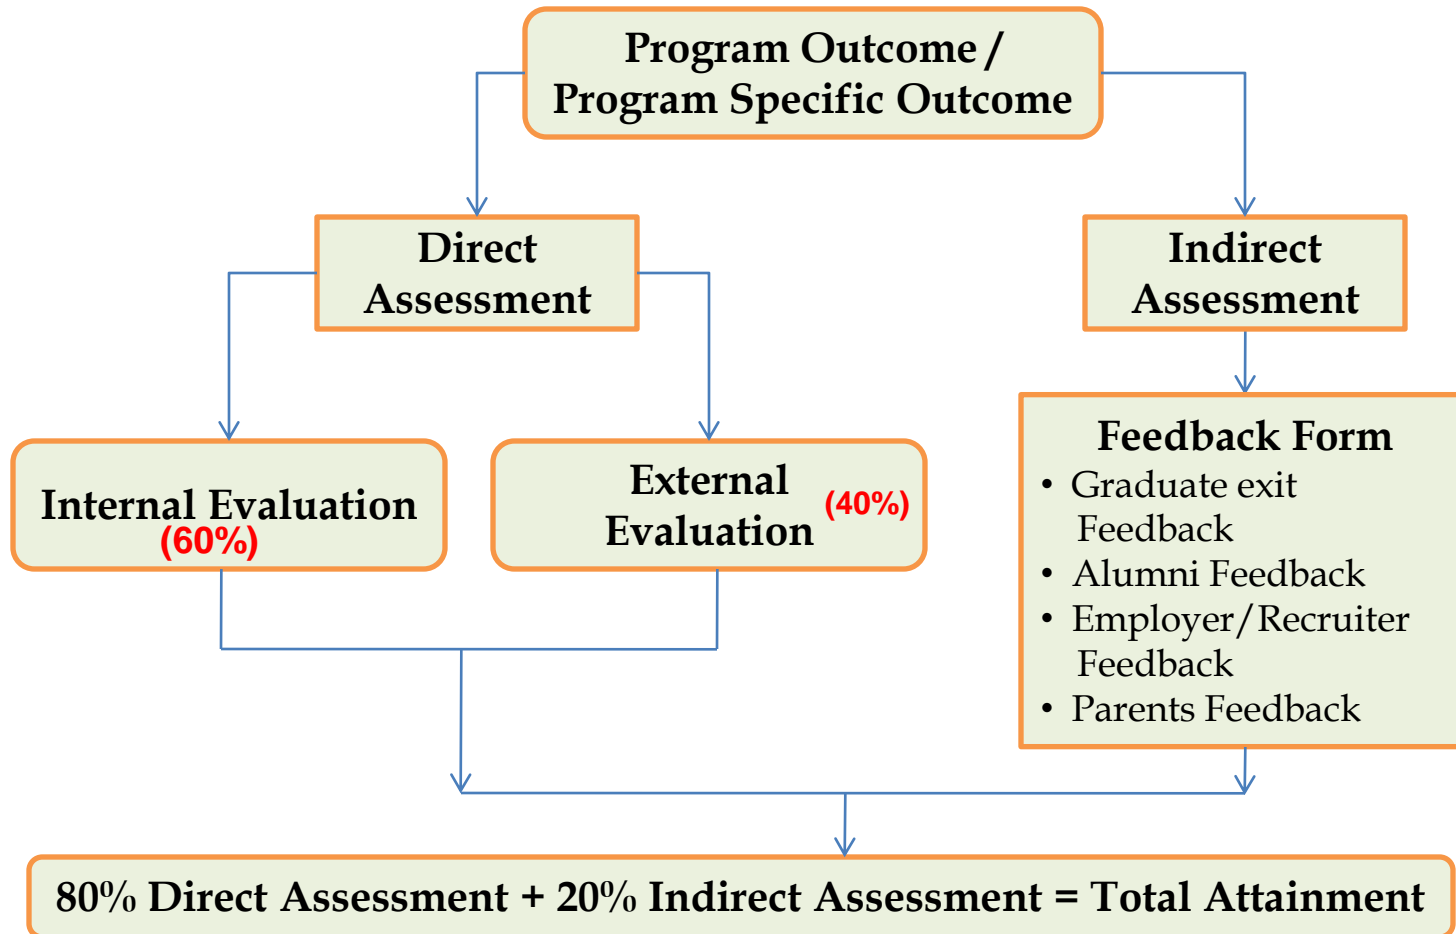 Program Outcome /
Program Specific Outcome
Direct
Assessment
Indirect
Assessment
Internal Evaluation
(60%)
External
Evaluation
(40%)
Feedback Form
• Graduate exit
Feedback
• Alumni Feedback
• Employer/Recruiter
Feedback
• Parents Feedback
80% Direct Assessment + 20% Indirect Assessment = Total Attainment